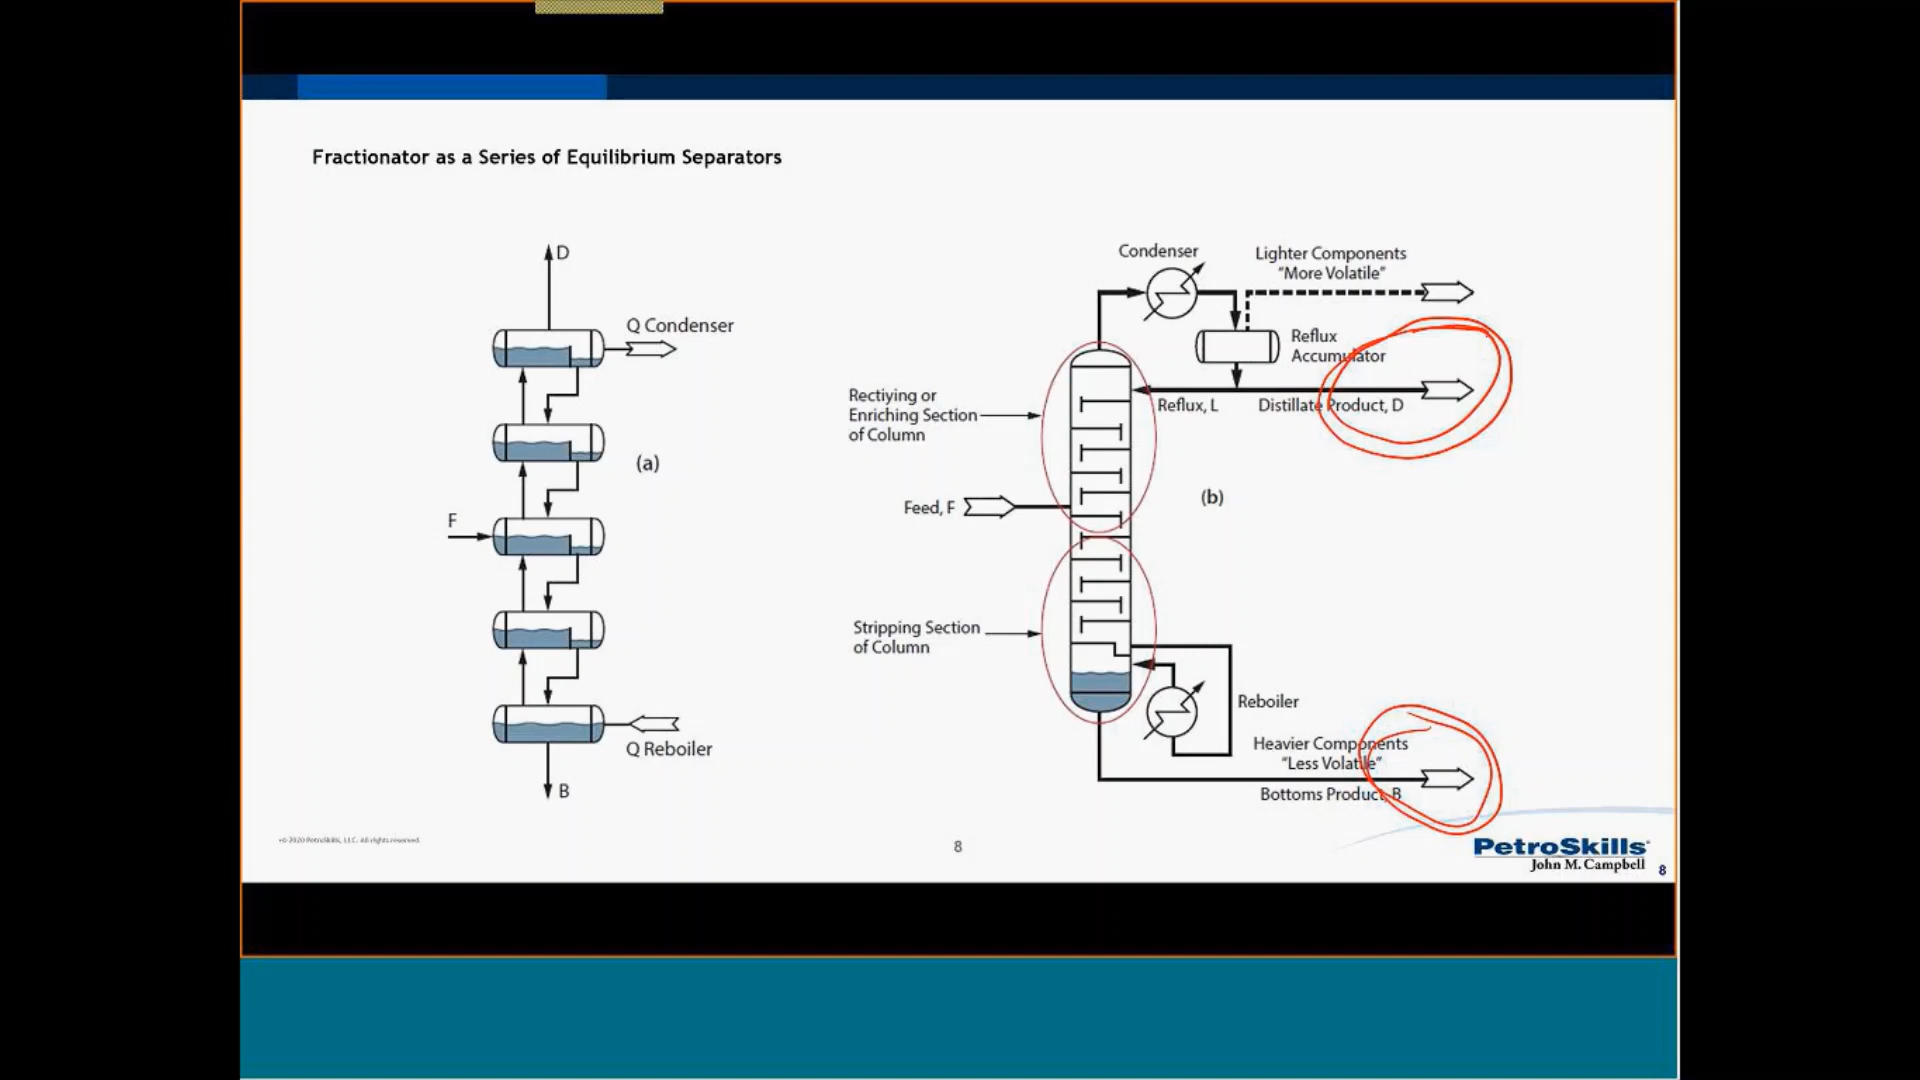 Fractionator as a Series of Equilibrium Separators
D
Q Condenser
(a)
F
Q Reboiler
B
Condenser
Lighter Components
“More Volatile”
Reflux
Accumulator
Rectiying or
Enriching Section
of Column
Reflux, L
Distillate Product, D
Feed, F
(b)
Stripping Section
of Column
Reboiler
Heavier Components
“Less Volatile”
Bottoms Product, B
•© 2020 PetroSkills, LLC. All rights reserved.
8
PetroSkills
John M. Campbell
8